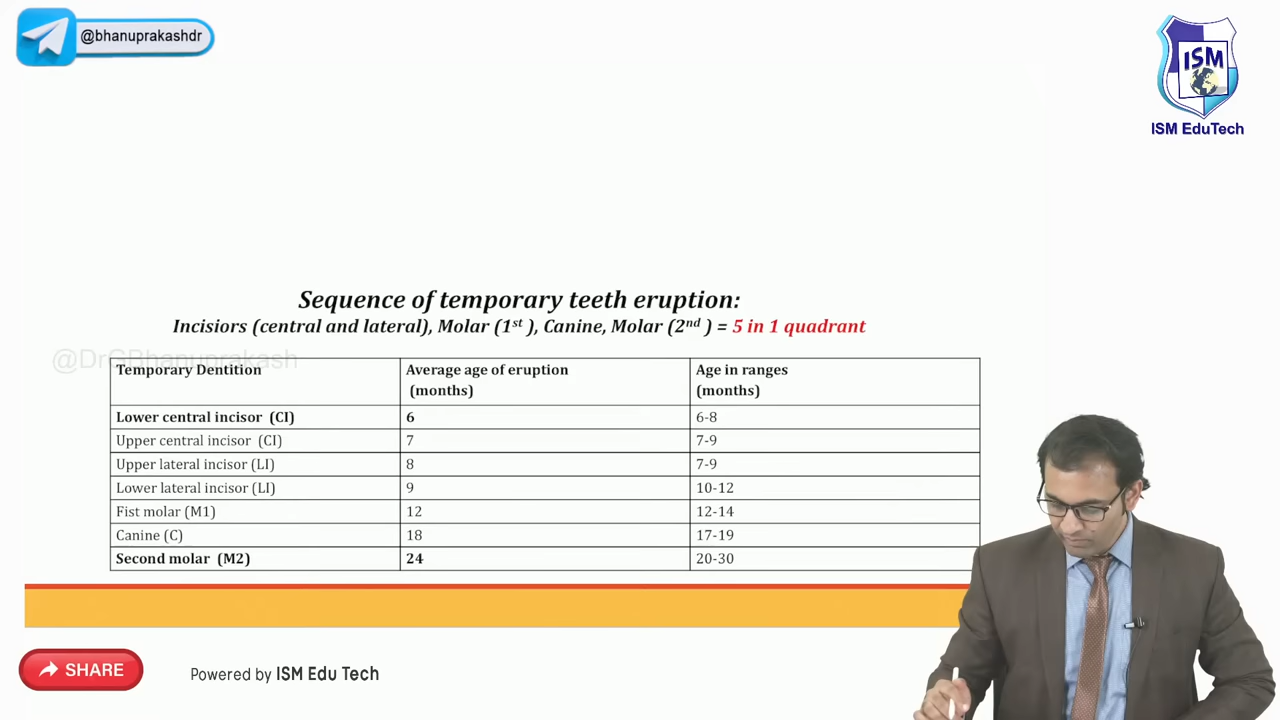 @bhanuprakashdr
ISM
ISM EduTech
Sequence of temporary teeth eruption:
Incisiors (central and lateral), Molar (1st ), Canine, Molar (2nd ) = 5 in 1 quadrant
@DrGBhanuprakash
Temporary Dentition Average age of eruption (months) Age in ranges (months)
Lower central incisor (CI) 6 6-8
Upper central incisor (CI) 7 7-9
Upper lateral incisor (LI) 8 7-9
Lower lateral incisor (LI) 9 10-12
Fist molar (M1) 12 12-14
Canine (C) 18 17-19
Second molar (M2) 24 20-30
SHARE
Powered by ISM Edu Tech